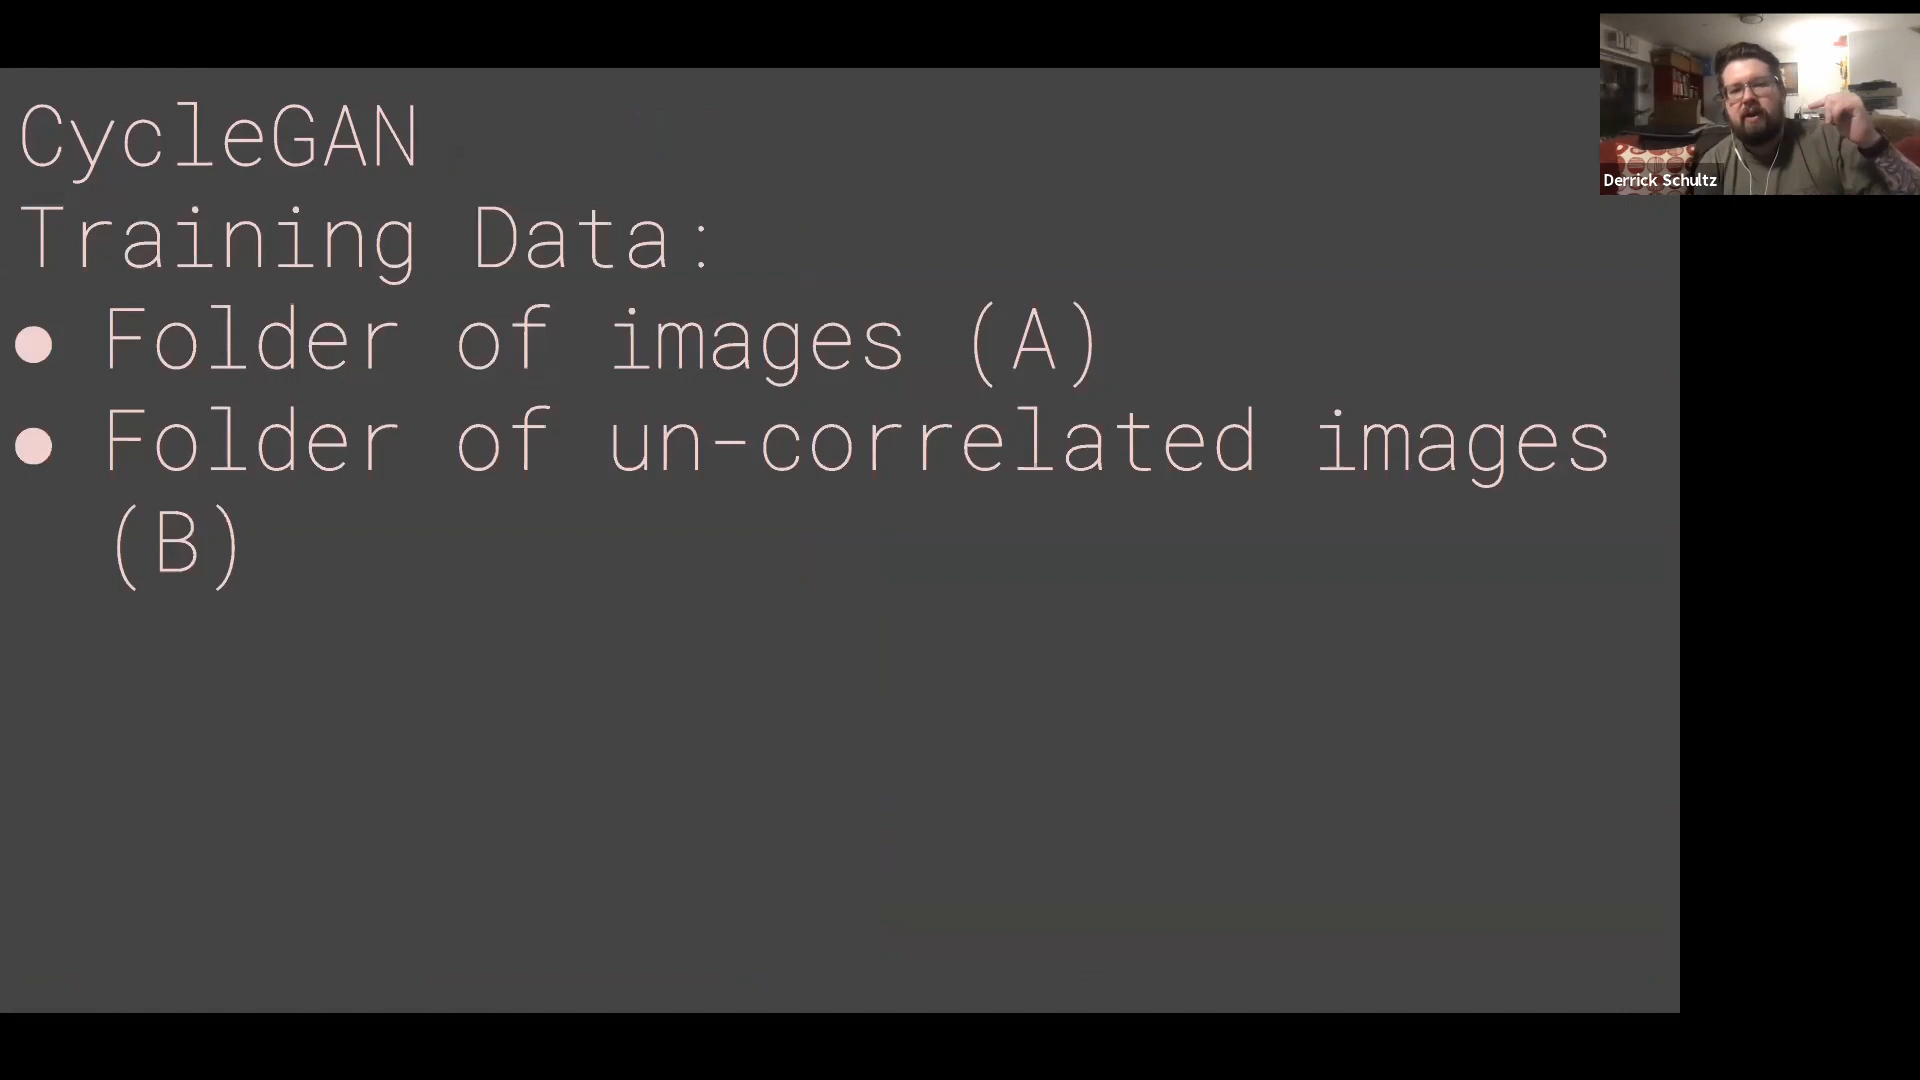 CycleGAN
Training Data:
● Folder of images (A)
● Folder of un-correlated images
(B)
Derrick Schultz